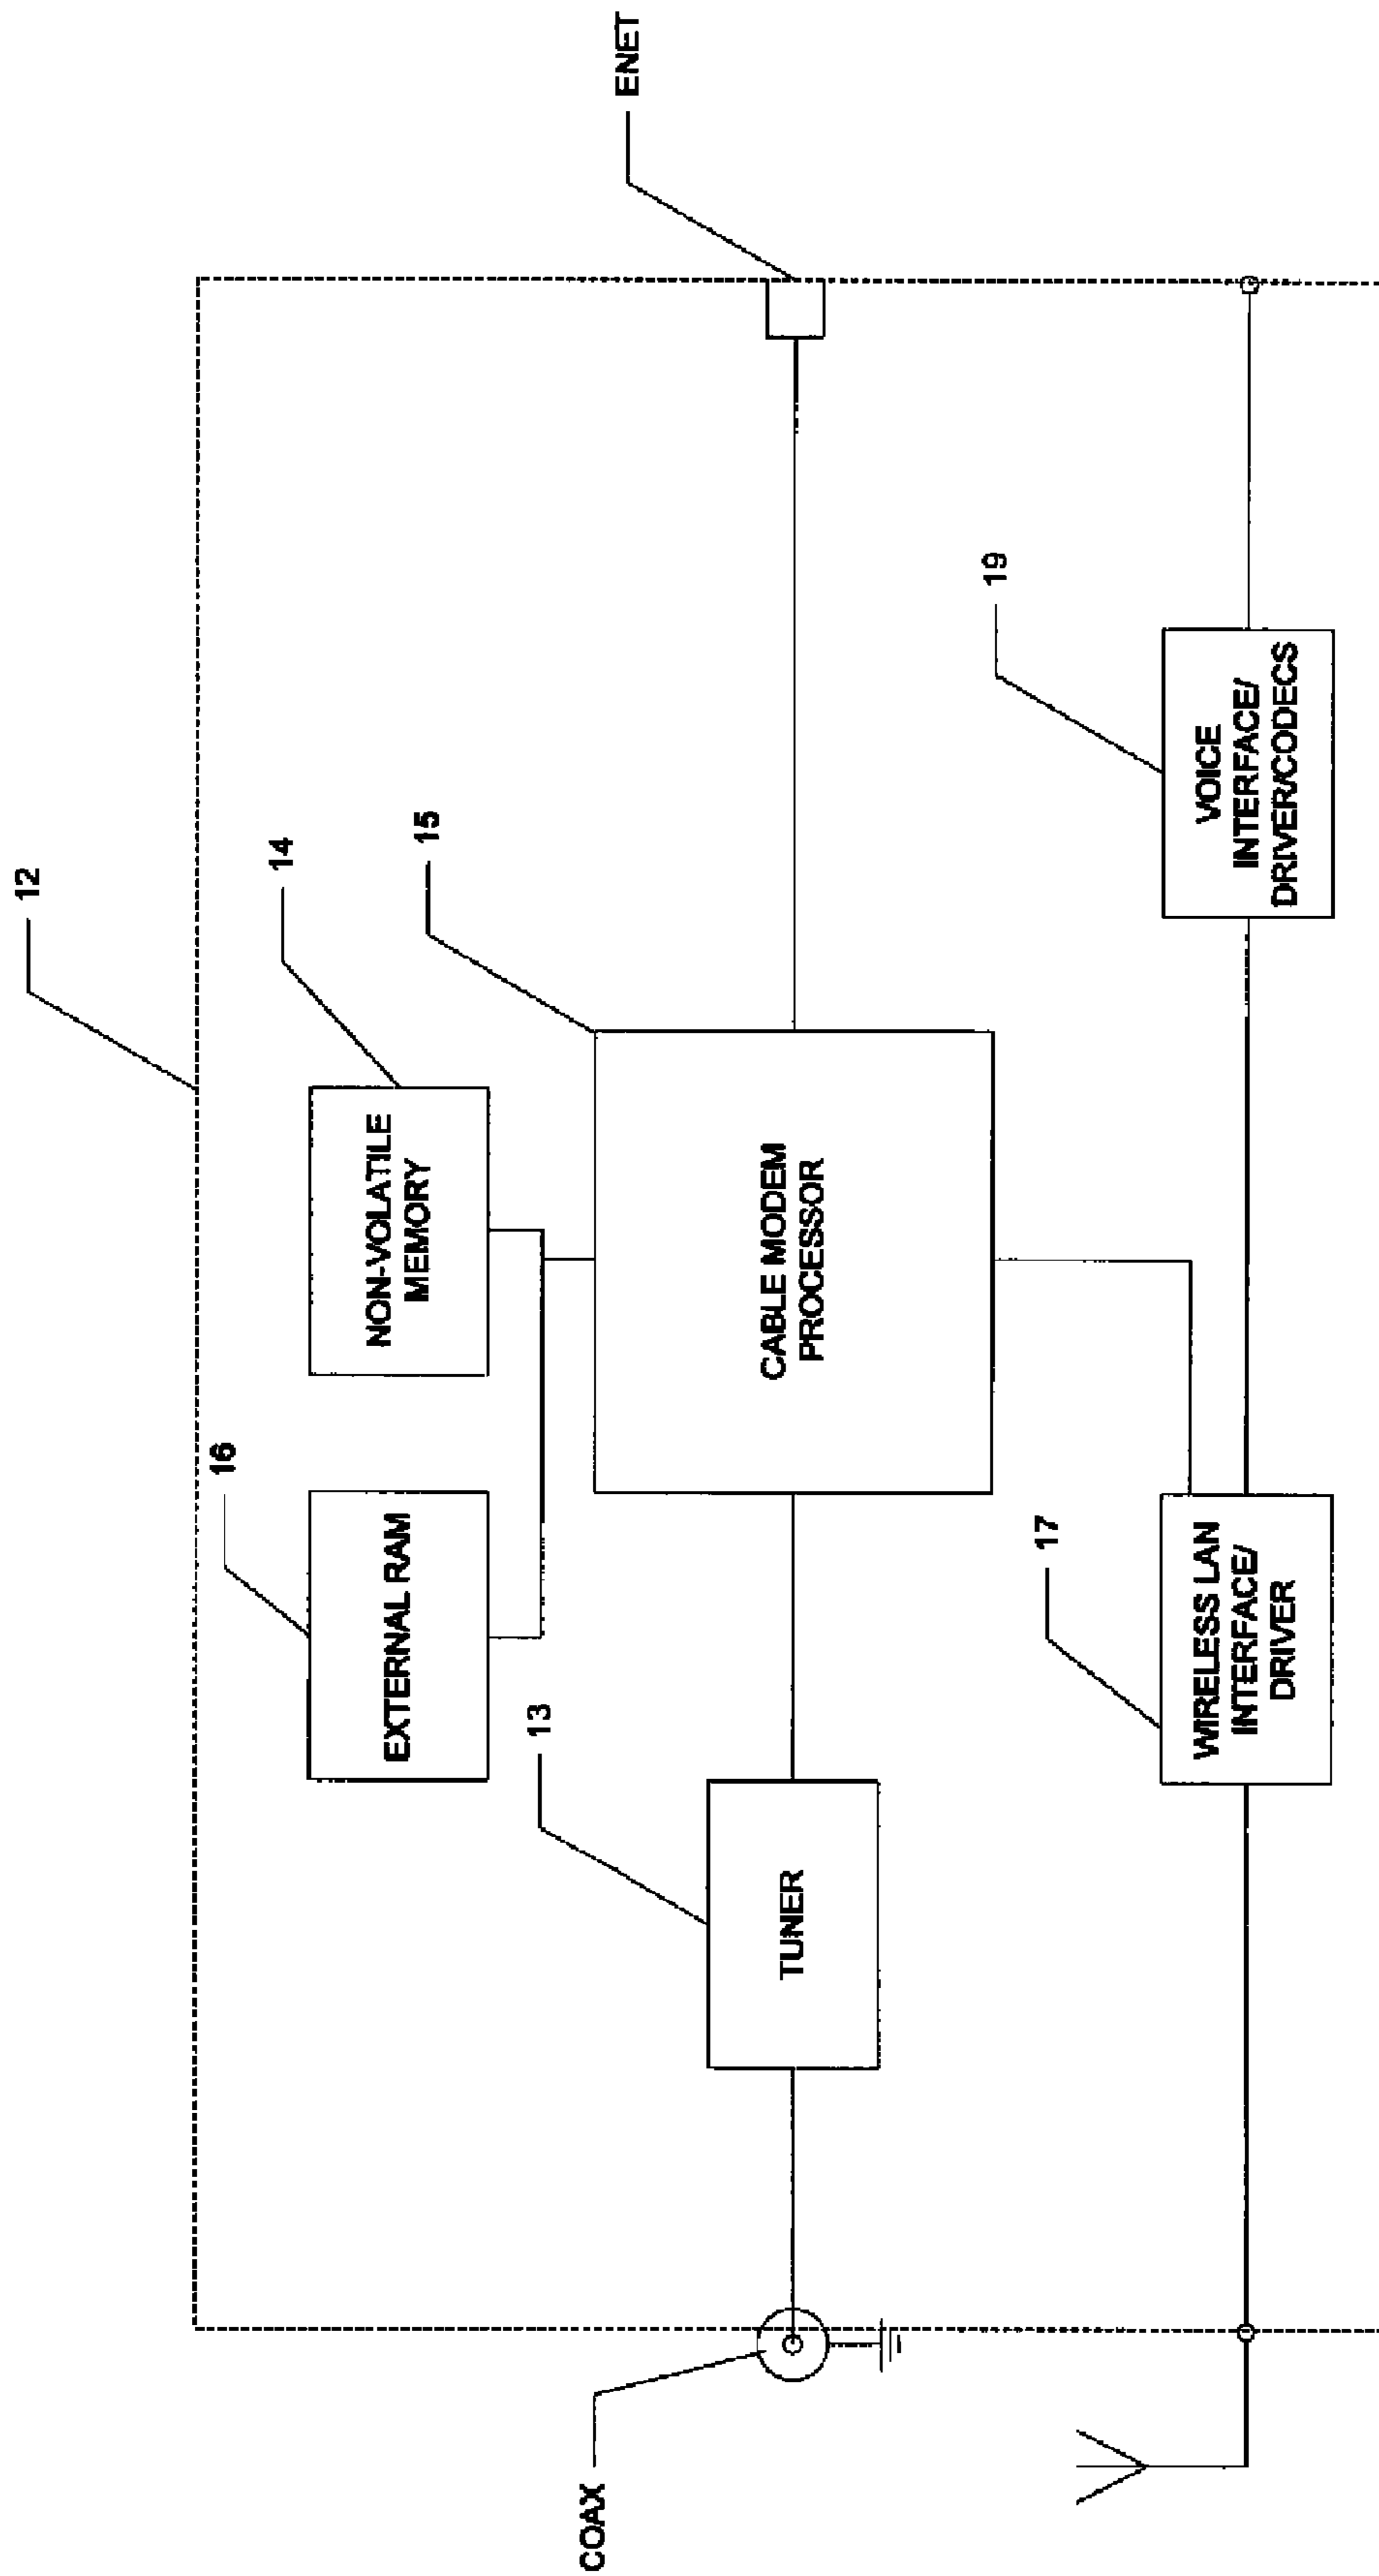 12
16
EXTERNAL RAM
14
NON-VOLATILE
MEMORY
15
CABLE MODEM
PROCESSOR
13
TUNER
COAX
ENET
17
WIRELESS LAN
INTERFACE/
DRIVER
19
VOICE
INTERFACE/
DRIVER/CODECS